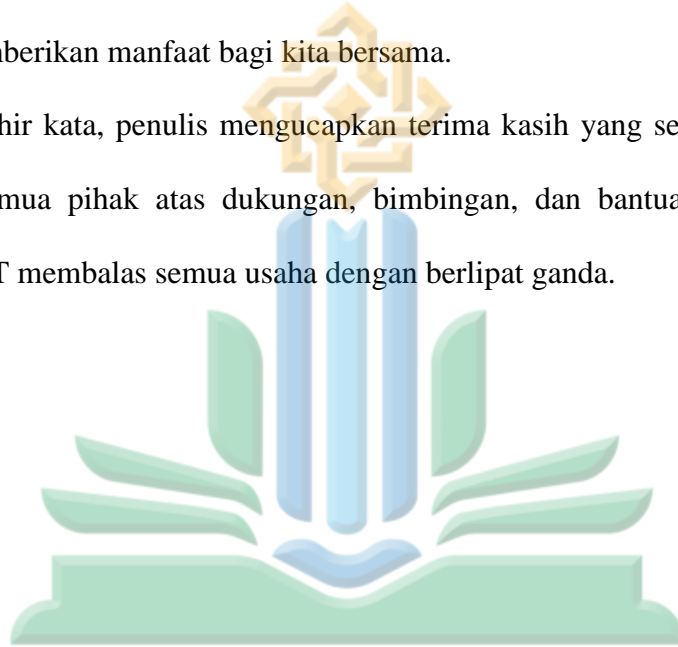 nberikan manfaat bagi kita bersama.
hir kata, penulis mengucapkan terima kasih yang se
mua pihak atas dukungan, bimbingan, dan bantua
T membalas semua usaha dengan berlipat ganda.